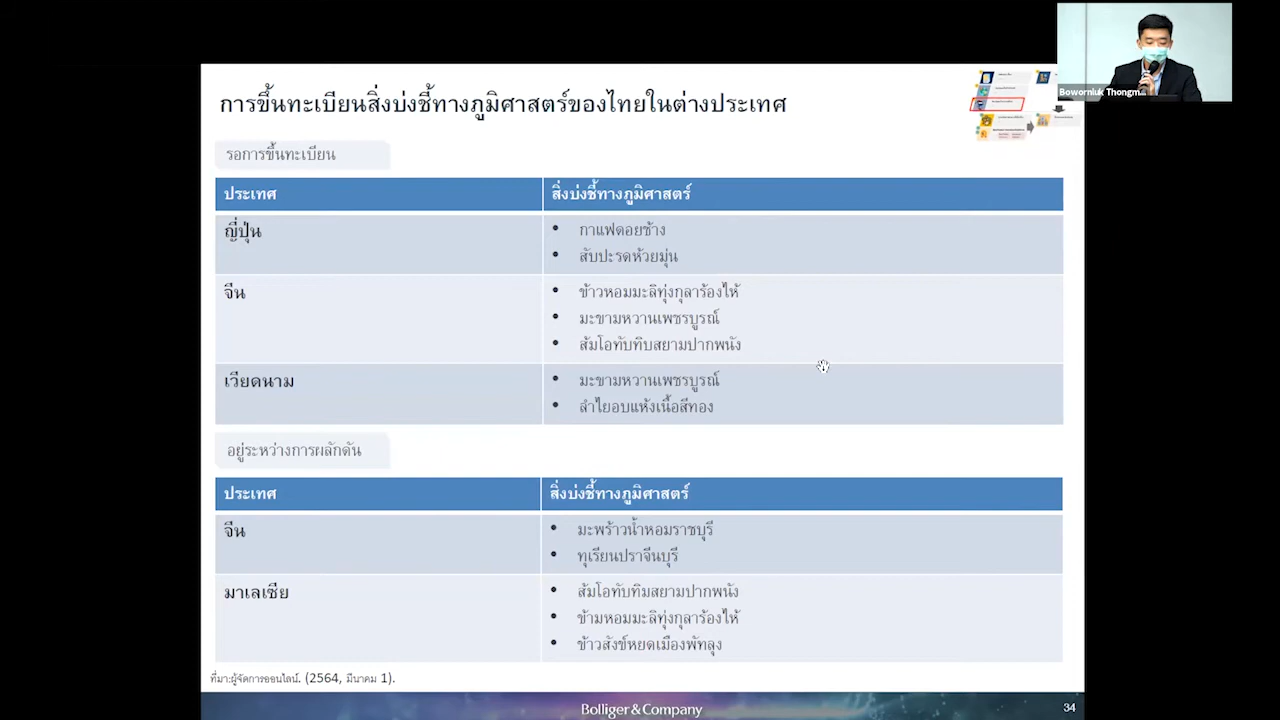 Boworniuk Thongm...
การขึ้นทะเบียนสิ่งบ่งชี้ทางภูมิศาสตร์ของไทยในต่างประเทศ
รอการขึ้นทะเบียน
ประเทศ สิ่งบ่งชี้ทางภูมิศาสตร์
ญี่ปุ่น
• กาแฟดอยช้าง
• สับปะรดห้วยมุ่น
จีน
• ข้าวหอมมะลิทุ่งกุลาร้องไห้
• มะขามหวานเพชรบูรณ์
• ส้มโอทับทิบสยามปากพนัง
เวียดนาม
• มะขามหวานเพชรบูรณ์
• ลำไยอบแห้งเนื้อสีทอง
อยู่ระหว่างการผลักดัน
ประเทศ สิ่งบ่งชี้ทางภูมิศาสตร์
จีน
• มะพร้าวน้ำหอมราชบุรี
• ทุเรียนปราจีนบุรี
มาเลเซีย
• ส้มโอทับทิมสยามปากพนัง
• ข้ามหอมมะลิทุ่งกุลาร้องไห้
• ข้าวสังข์หยดเมืองพัทลุง
ที่มา:ผู้จัดการออนไลน์. (2564, มีนาคม 1).
Bolliger & Company
34